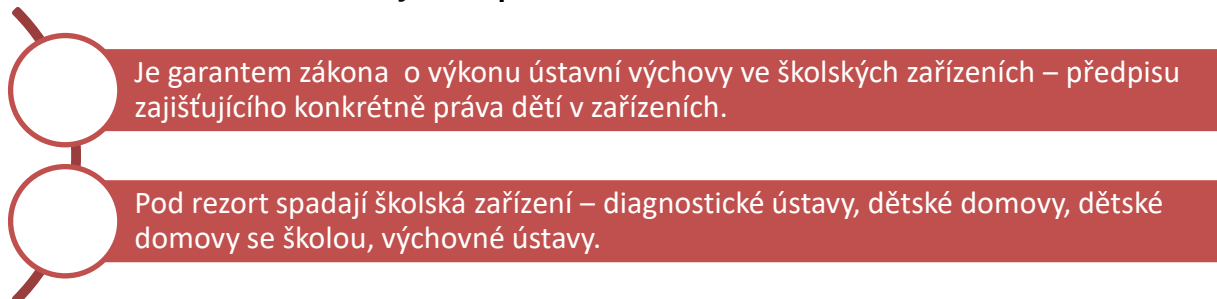 Je garantem zákona  o výkonu ústavní výchovy ve školských zařízeních – předpisu
zajišťujícího konkrétně práva dětí v zařízeních.
Pod rezort spadají školská zařízení – diagnostické ústavy, dětské domovy, dětské
domovy se školou, výchovné ústavy.